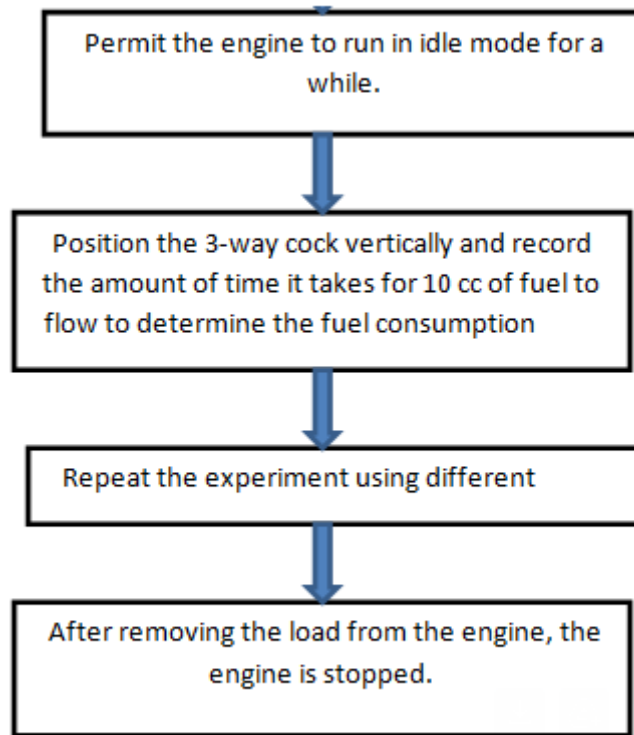 Permit the engine to run in idle mode for a
while.
Position the 3-way cock vertically and record
the amount of time it takes for 10 cc of fuel to
flow to determine the fuel consumption
Repeat the experiment using different
After removing the load from the engine, the
engine is stopped.